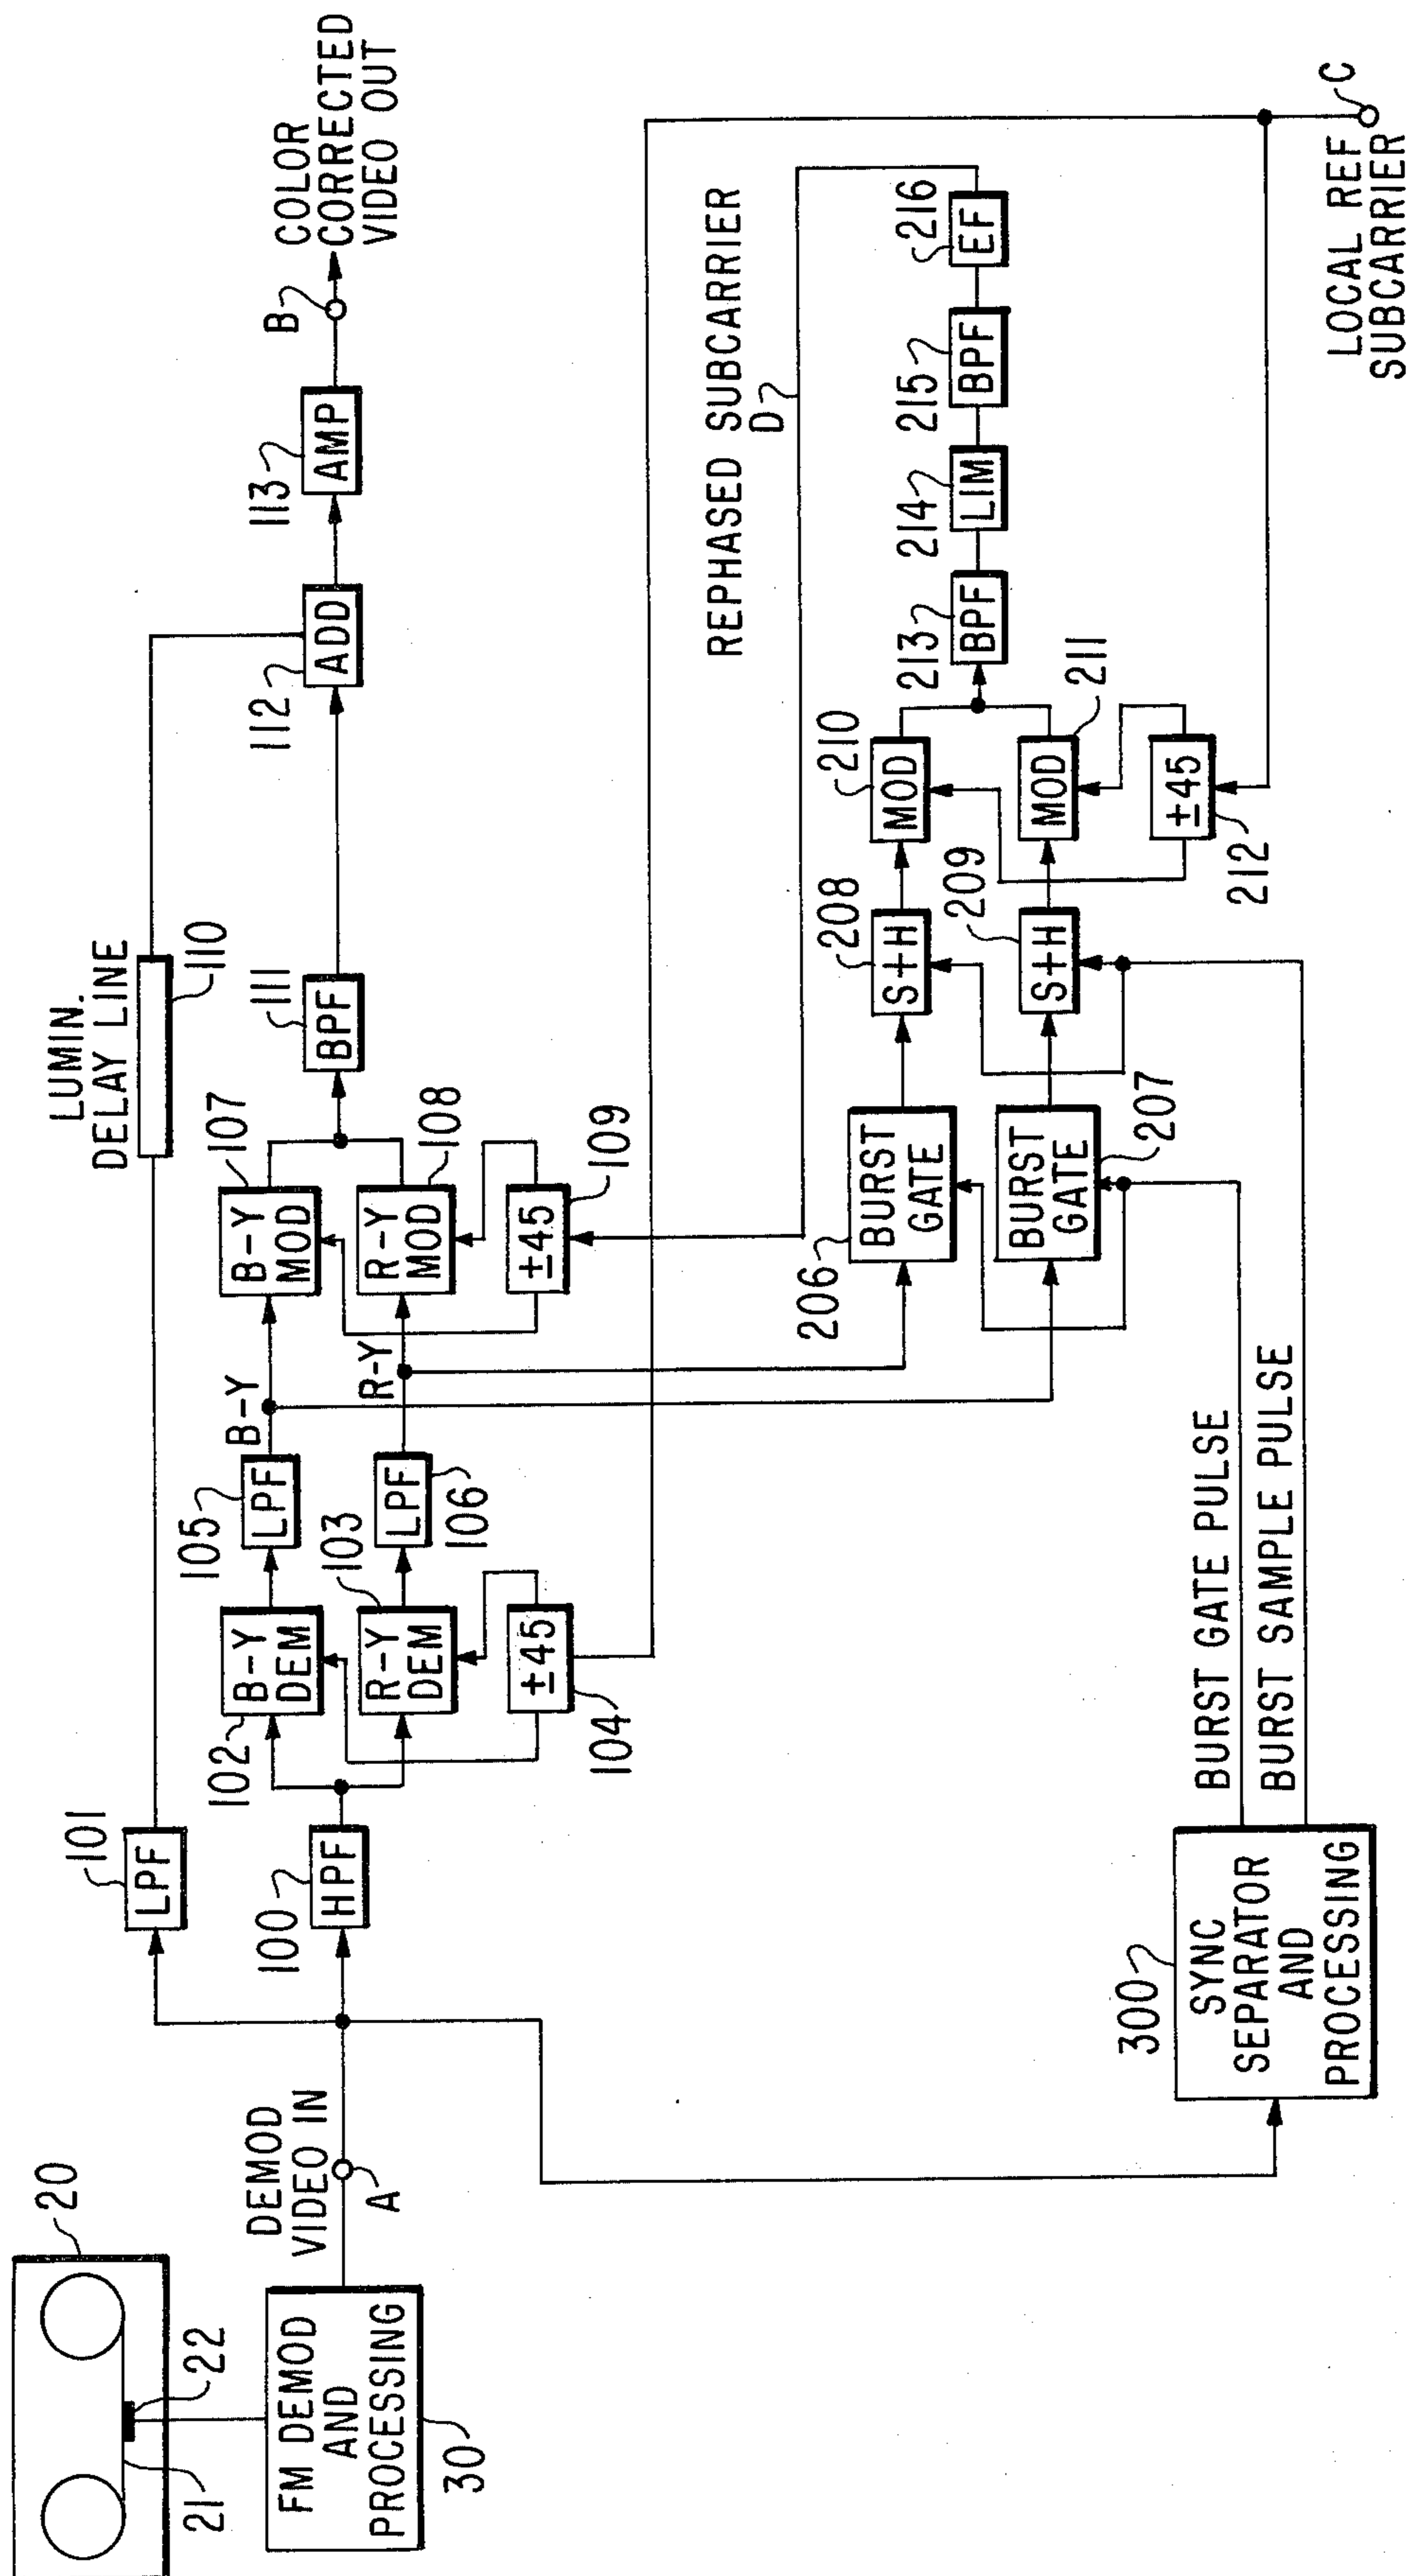 20
21
22
FM DEMOD
AND
PROCESSING
30
DEMOD
VIDEO IN
A
101
LPF
100
HPF
102
B-Y
DEM
103
R-Y
DEM
±45
104
105
LPF
LPF
106
B-Y
R-Y
B-Y
MOD
107
R-Y
MOD
108
±45
109
LUMIN.
DELAY LINE
110
111
BPF
112
ADD
113
AMP
B
COLOR
CORRECTED
VIDEO OUT
REPHASED SUBCARRIER
D
300
SYNC
SEPARATOR
AND
PROCESSING
BURST GATE PULSE
BURST SAMPLE PULSE
206
BURST
GATE
BURST
GATE
207
208
S+H
209
S+H
210
MOD
MOD
211
±45
212
213
BPF
214
LIM
215
BPF
216
EF
LOCAL REF
SUBCARRIER
C